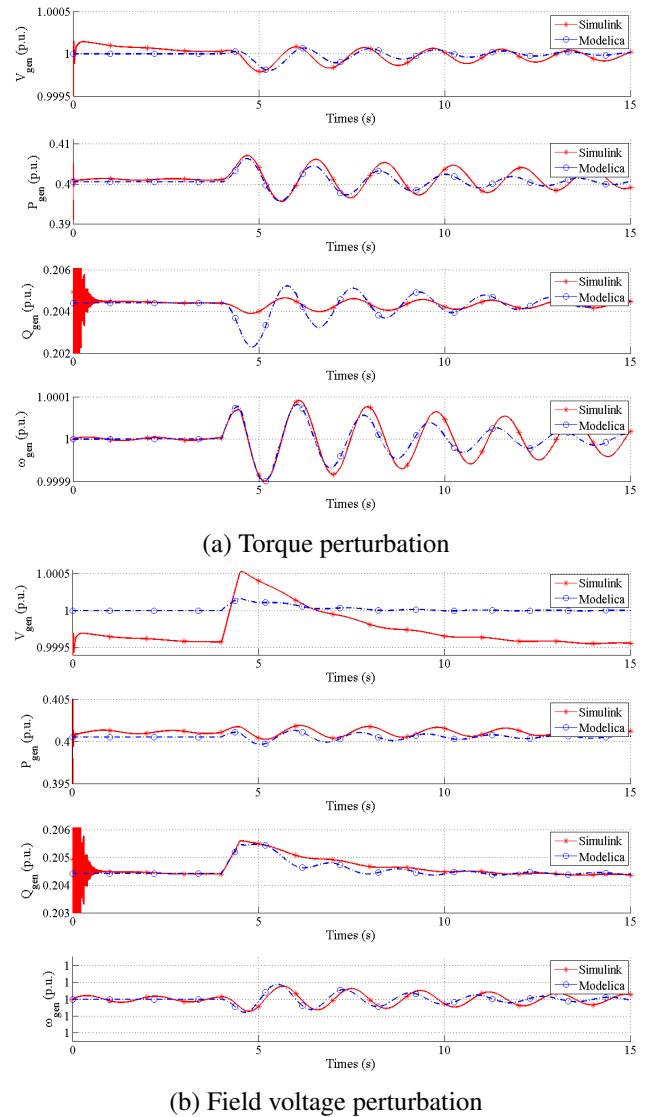 1.0005
1
0.9995
V_gen (p.u.)
0 5 10 15
Times (s)
Simulink
Modelica
0.41
0.4
0.39
P_gen (p.u.)
0 5 10 15
Times (s)
Simulink
Modelica
0.206
0.204
0.202
Q_gen (p.u.)
0 5 10 15
Times (s)
Simulink
Modelica
1.0001
1
0.9999
ω_gen (p.u.)
0 5 10 15
Times (s)
Simulink
Modelica
(a) Torque perturbation
1.0005
1
0.9995
V_gen (p.u.)
0 5 10 15
Times (s)
Simulink
Modelica
0.405
0.4
0.395
P_gen (p.u.)
0 5 10 15
Times (s)
Simulink
Modelica
0.206
0.205
0.204
0.203
Q_gen (p.u.)
0 5 10 15
Times (s)
Simulink
Modelica
1
1
1
1
1
ω_gen (p.u.)
0 5 10 15
Times (s)
Simulink
Modelica
(b) Field voltage perturbation